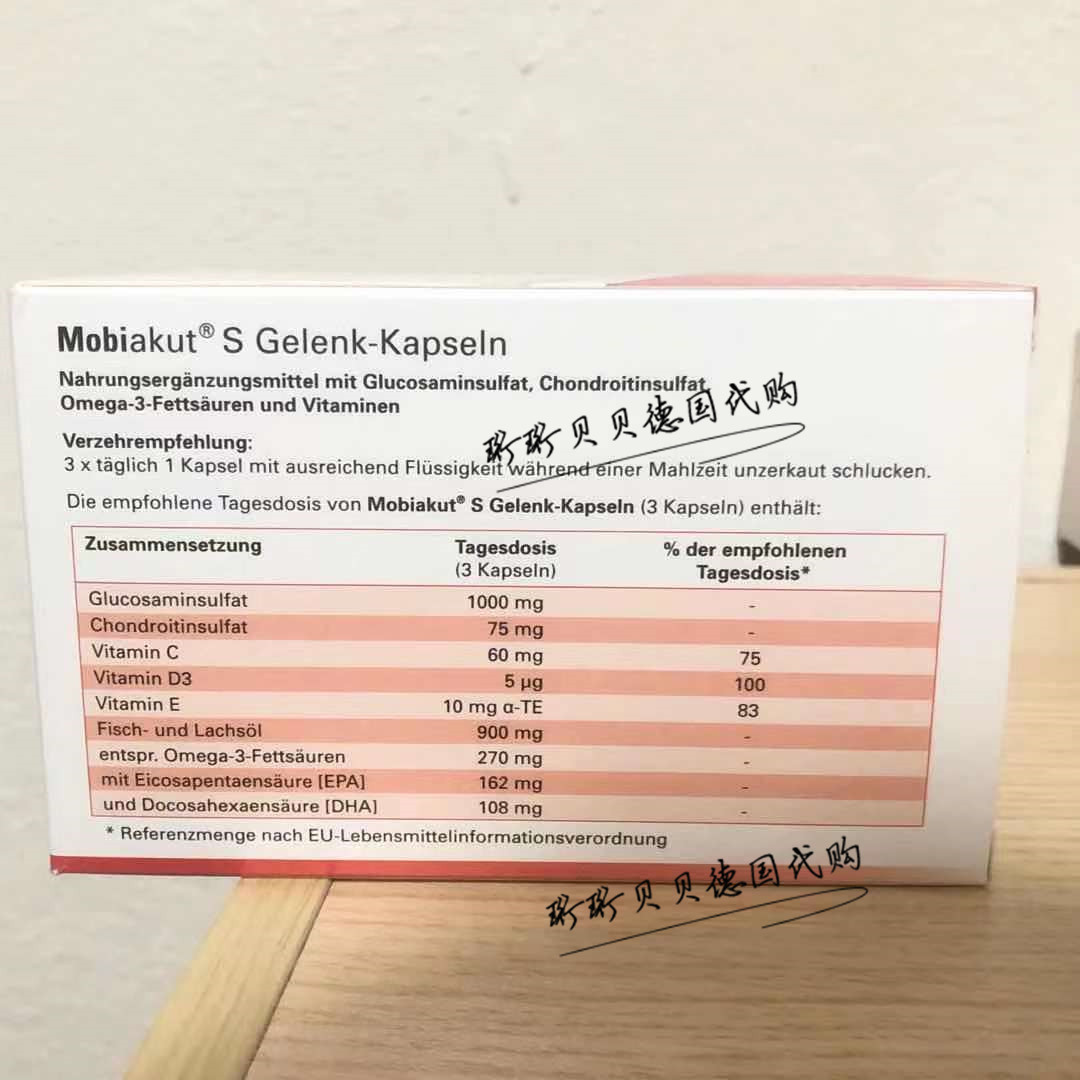 Mobiakut® S Gelenk-Kapseln
Nahrungsergänzungsmittel mit Glucosaminsulfat, Chondroitinsulfat,
Omega-3-Fettsäuren und Vitaminen
贝贝德国代购
Verzehrempfehlung:
3 x täglich 1 Kapsel mit ausreichend Flüssigkeit während einer Mahlzeit unzerkaut schlucken.
Die empfohlene Tagesdosis von Mobiakut® S Gelenk-Kapseln (3 Kapseln) enthält:
Zusammensetzung Tagesdosis (3 Kapseln) % der empfohlenen Tagesdosis*
Glucosaminsulfat 1000 mg -
Chondroitinsulfat 75 mg -
Vitamin C 60 mg 75
Vitamin D3 5 µg 100
Vitamin E 10 mg α-TE 83
Fisch- und Lachsöl 900 mg -
entspr. Omega-3-Fettsäuren 270 mg -
mit Eicosapentaensäure [EPA] 162 mg -
und Docosahexaensäure [DHA] 108 mg -
* Referenzmenge nach EU-Lebensmittelinformationsverordnung
贝贝德国代购